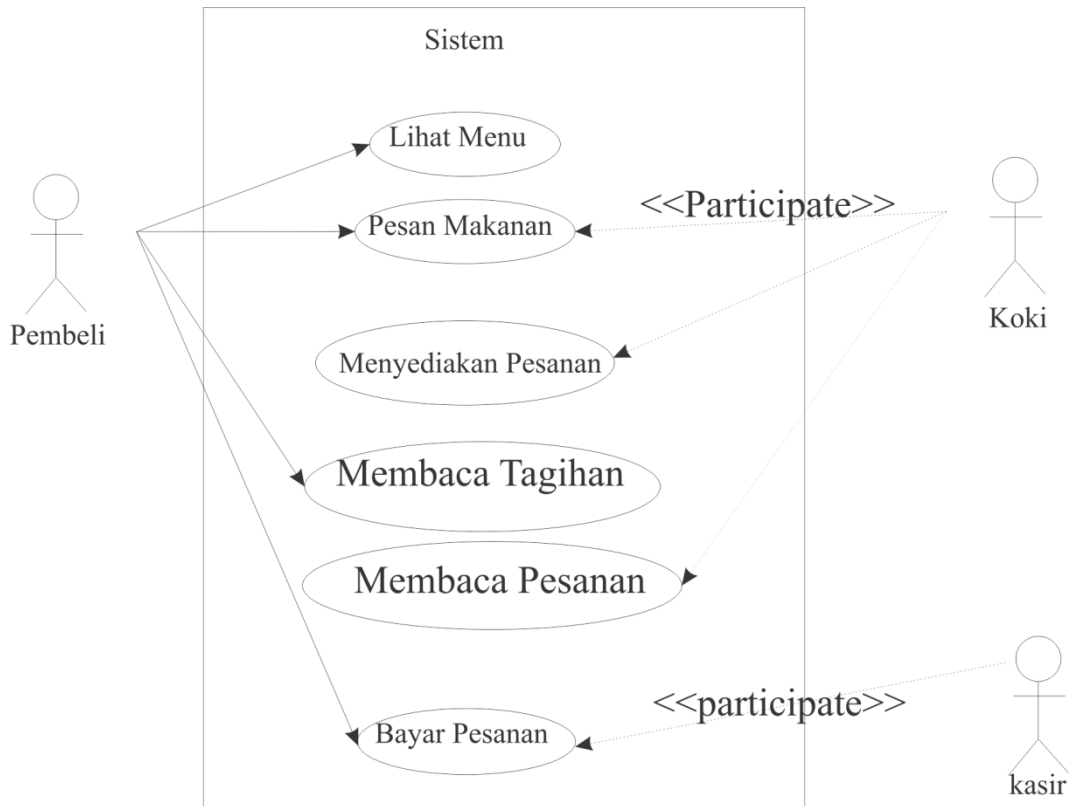 Sistem
Lihat Menu
<<Participate>>
Pesan Makanan
Pembeli
Koki
Menyediakan Pesanan
Membaca Tagihan
Membaca Pesanan
<<participate>>
Bayar Pesanan
kasir